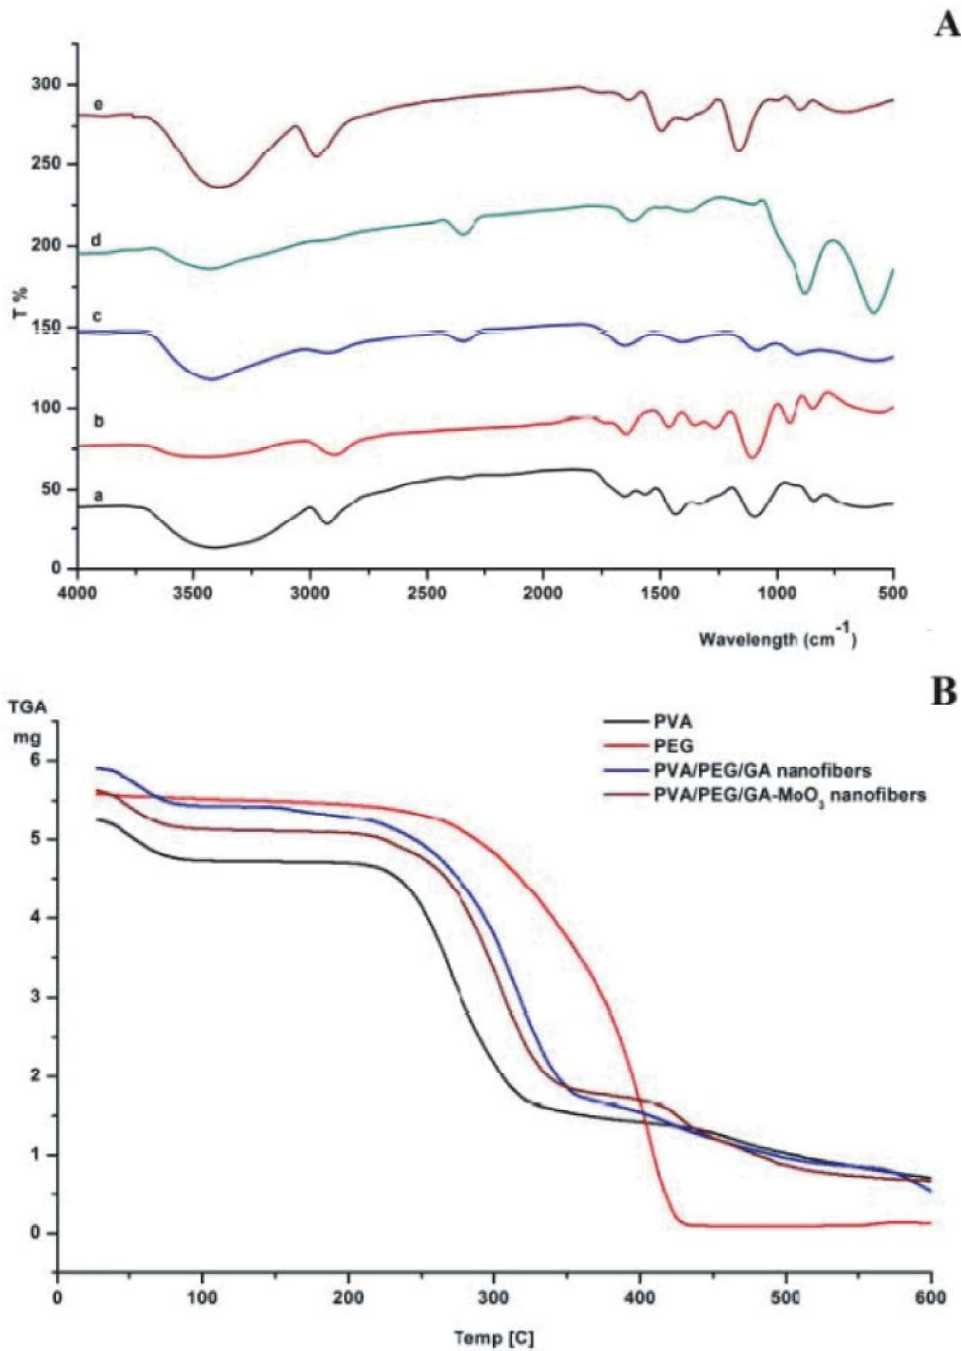 A
300
e
250
d
200
T %
c
150
100
b
50
a
0
4000 3500 3000 2500 2000 1500 1000 500
Wavelength (cm-1)
B
TGA
mg
PVA
PEG
PVA/PEG/GA nanofibers
PVA/PEG/GA-MoO3 nanofibers
6
5
4
3
2
1
0
0 100 200 300 400 500 600
Temp [C]